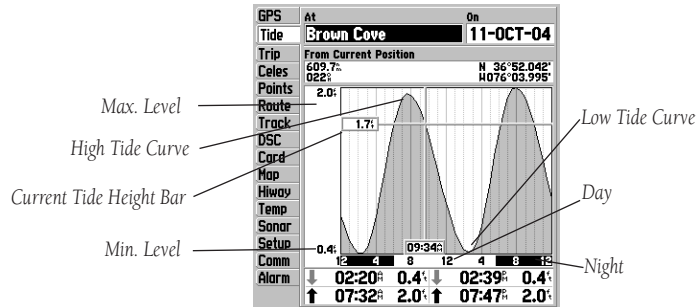 GPS
Tide
Trip
Celes
Points
Route
Track
DSC
Card
Map
Hiway
Temp
Sonar
Setup
Comm
Alarm
At On
Brown Cove 11-OCT-04
From Current Position
609.7 N 36°52.042'
022 W076°03.995'
2.0
1.7
0.4
09:34
12 4 8 12 4 8 12
02:20 0.4 02:39 0.4
07:32 2.0 07:47 2.0
Max. Level
High Tide Curve
Current Tide Height Bar
Min. Level
Low Tide Curve
Day
Night